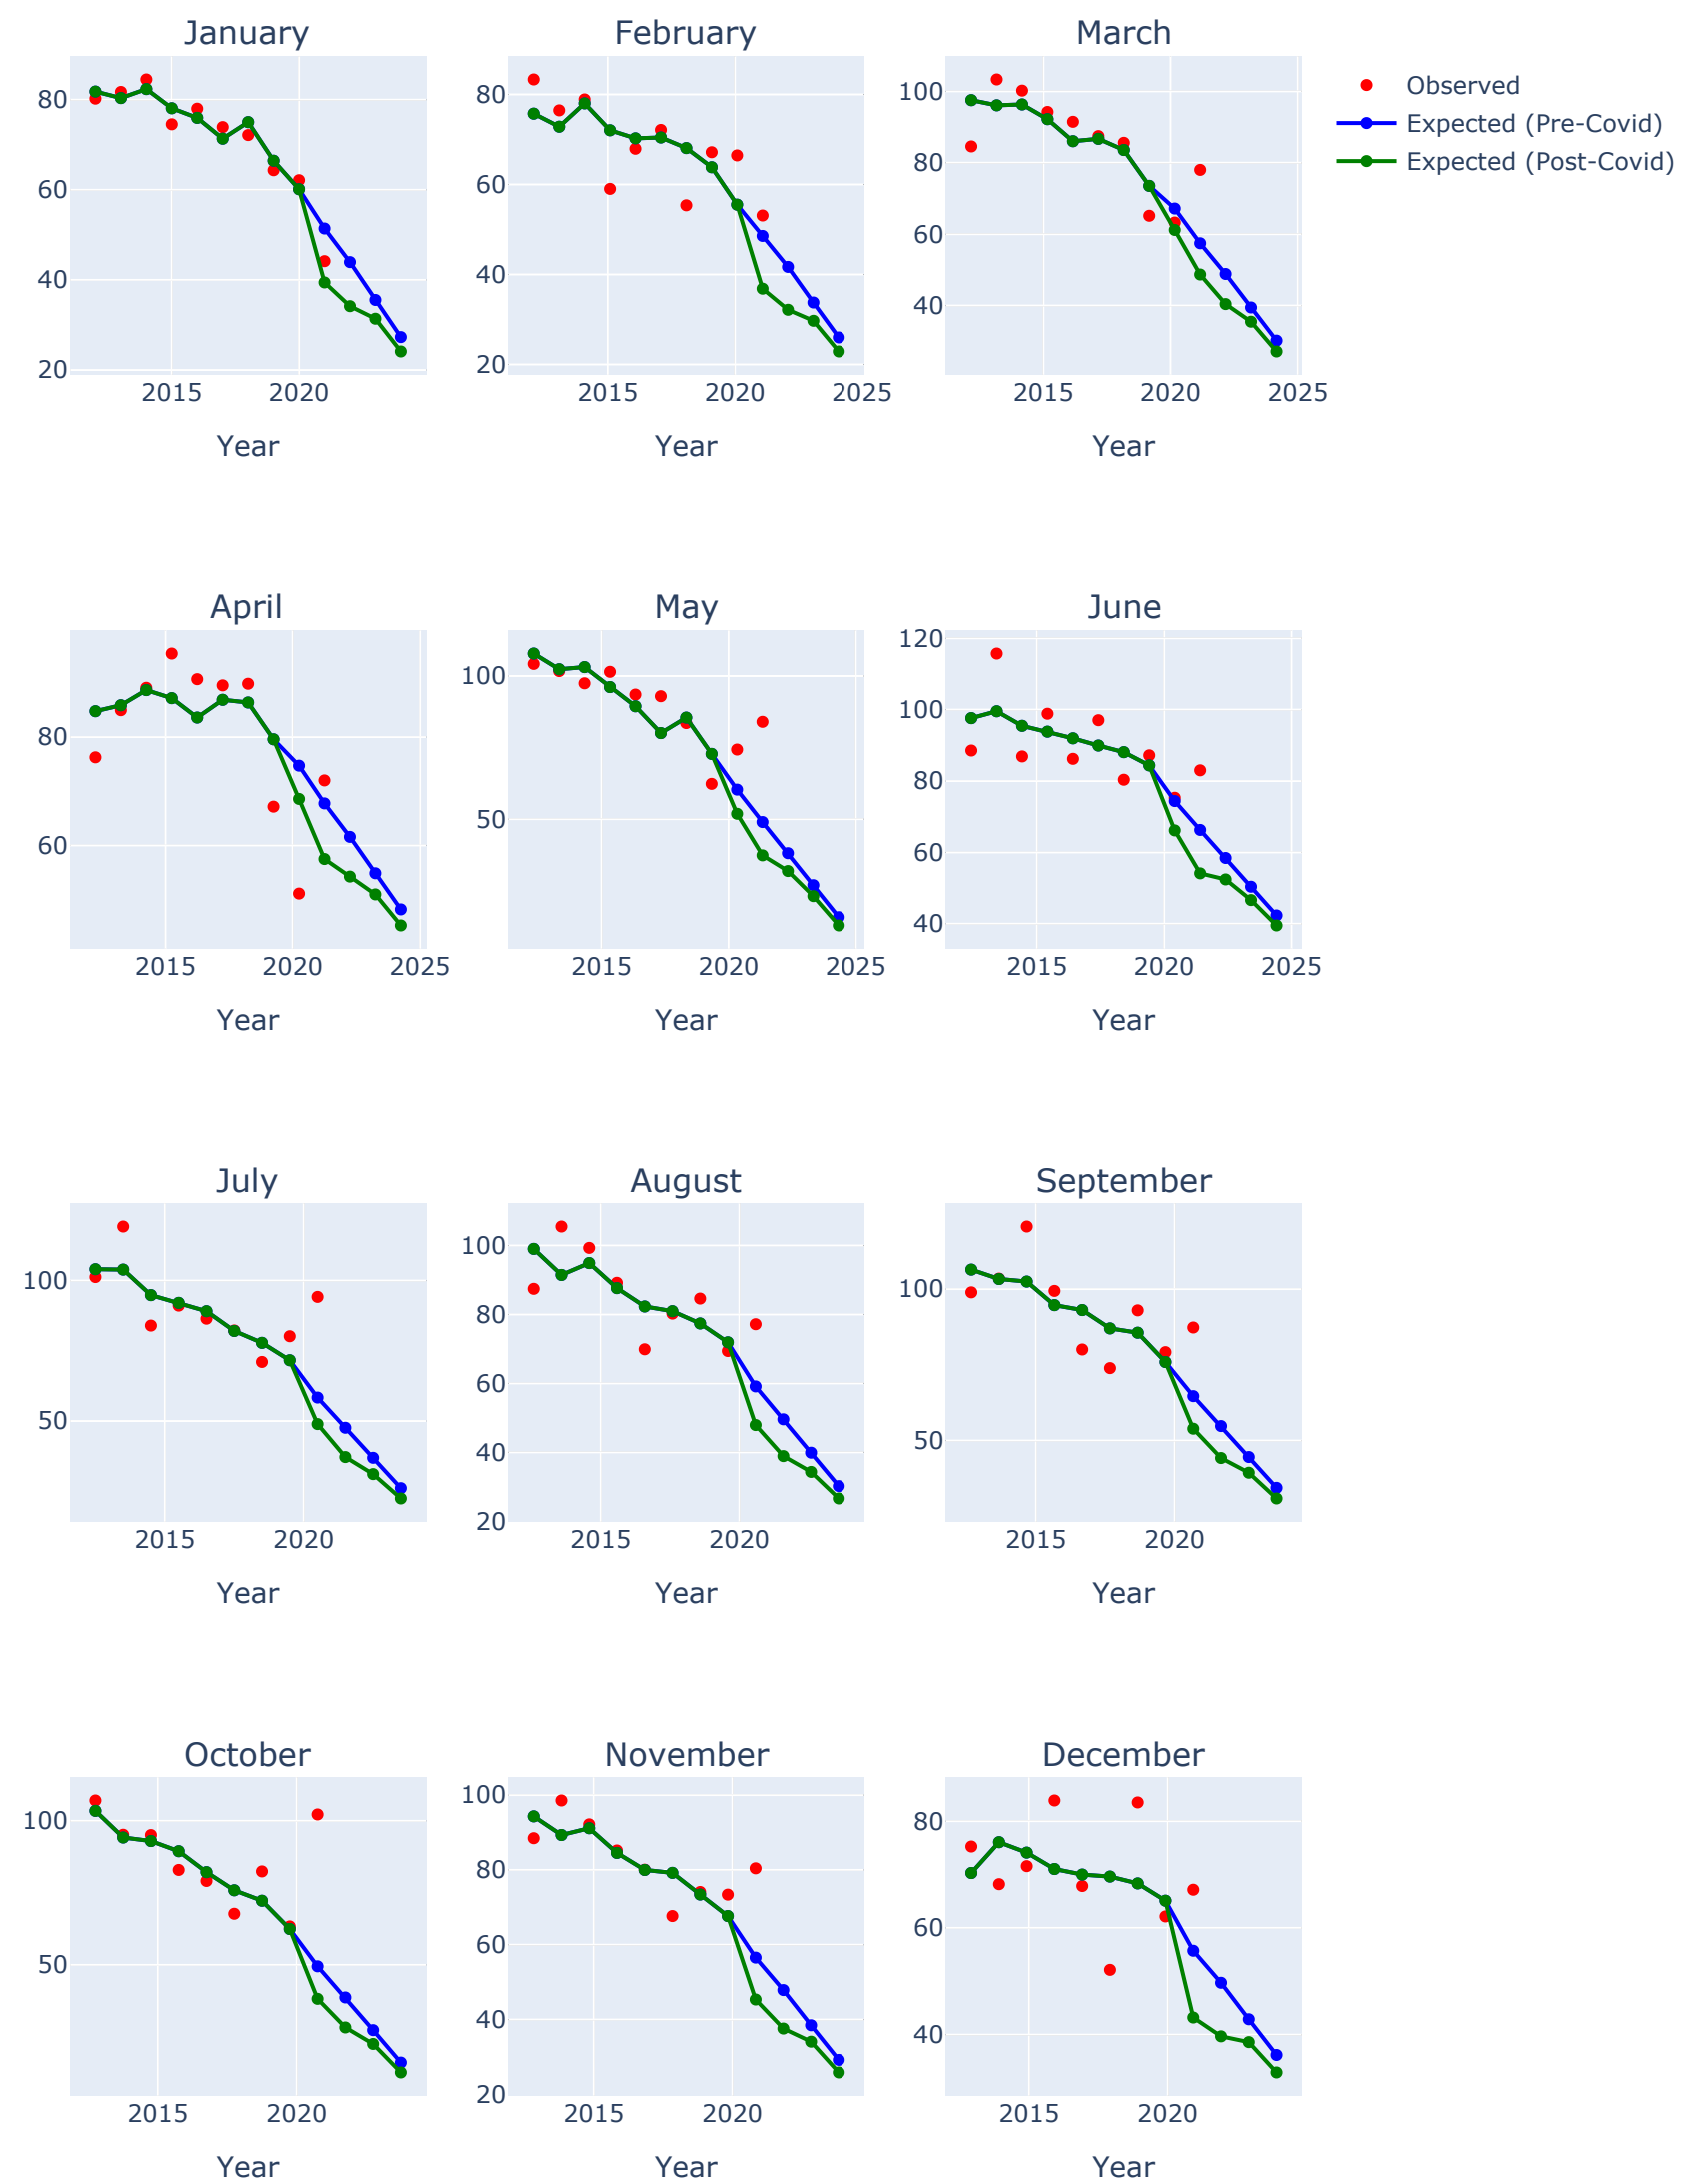 January
February
March
Observed
Expected (Pre-Covid)
Expected (Post-Covid)
80
60
40
20
2015
2020
Year
80
60
40
20
2015
2020
2025
Year
100
80
60
40
2015
2020
2025
Year
April
May
June
80
60
2015
2020
2025
Year
100
50
2015
2020
2025
Year
120
100
80
60
40
2015
2020
2025
Year
July
August
September
100
50
2015
2020
Year
100
80
60
40
20
2015
2020
Year
100
50
2015
2020
Year
October
November
December
100
50
2015
2020
Year
100
80
60
40
20
2015
2020
Year
80
60
40
2015
2020
Year